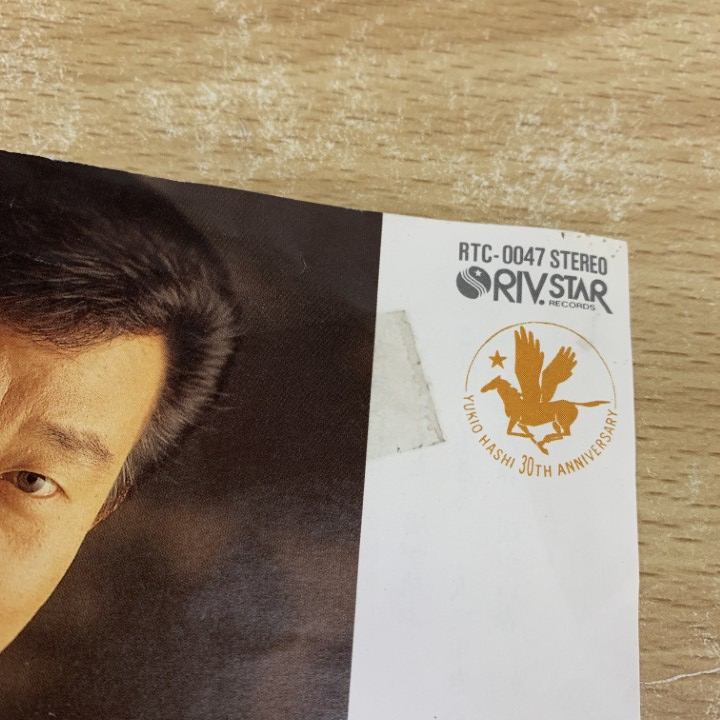 RTC-0047 STEREO
RIV.STAR
RECORDS
YUKIO HASHI 30TH ANNIVERSARY